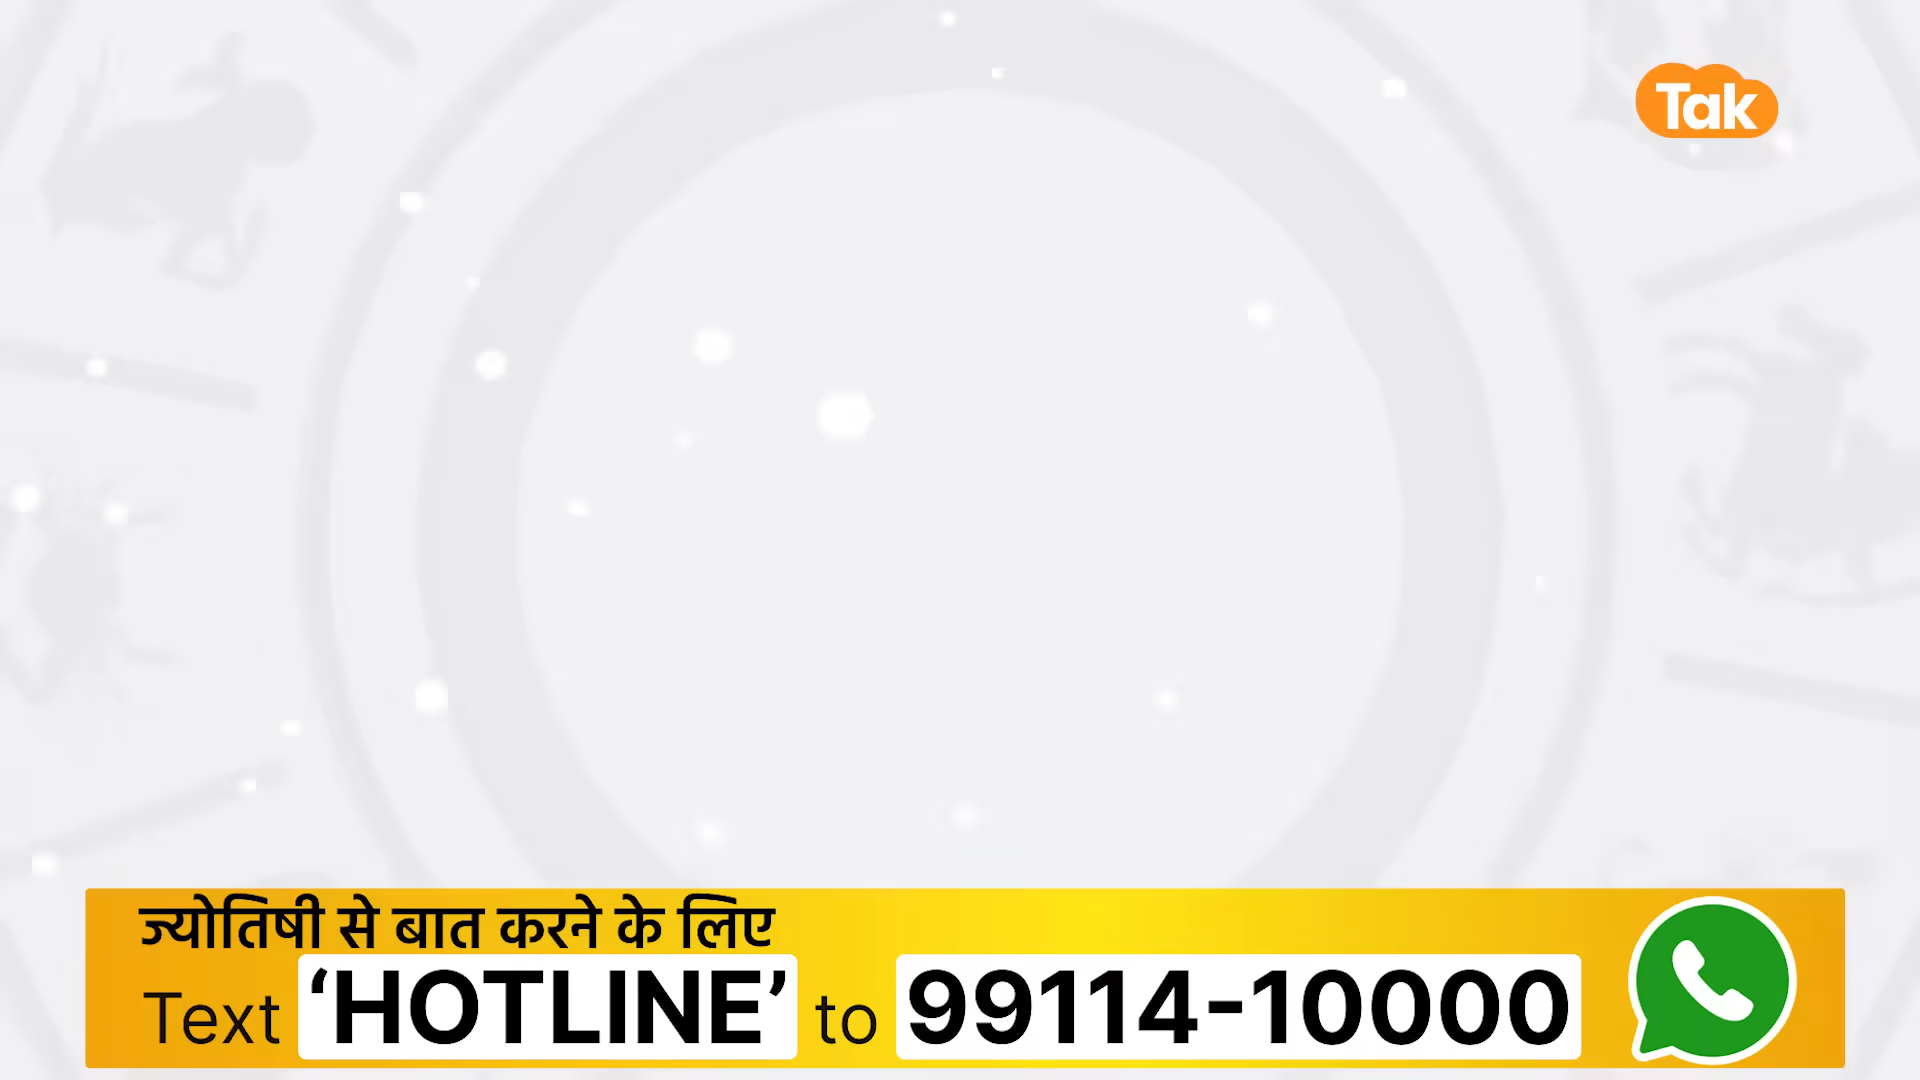 Tak
ज्योतिषी से बात करने के लिए
Text ‘HOTLINE’ to 99114-10000